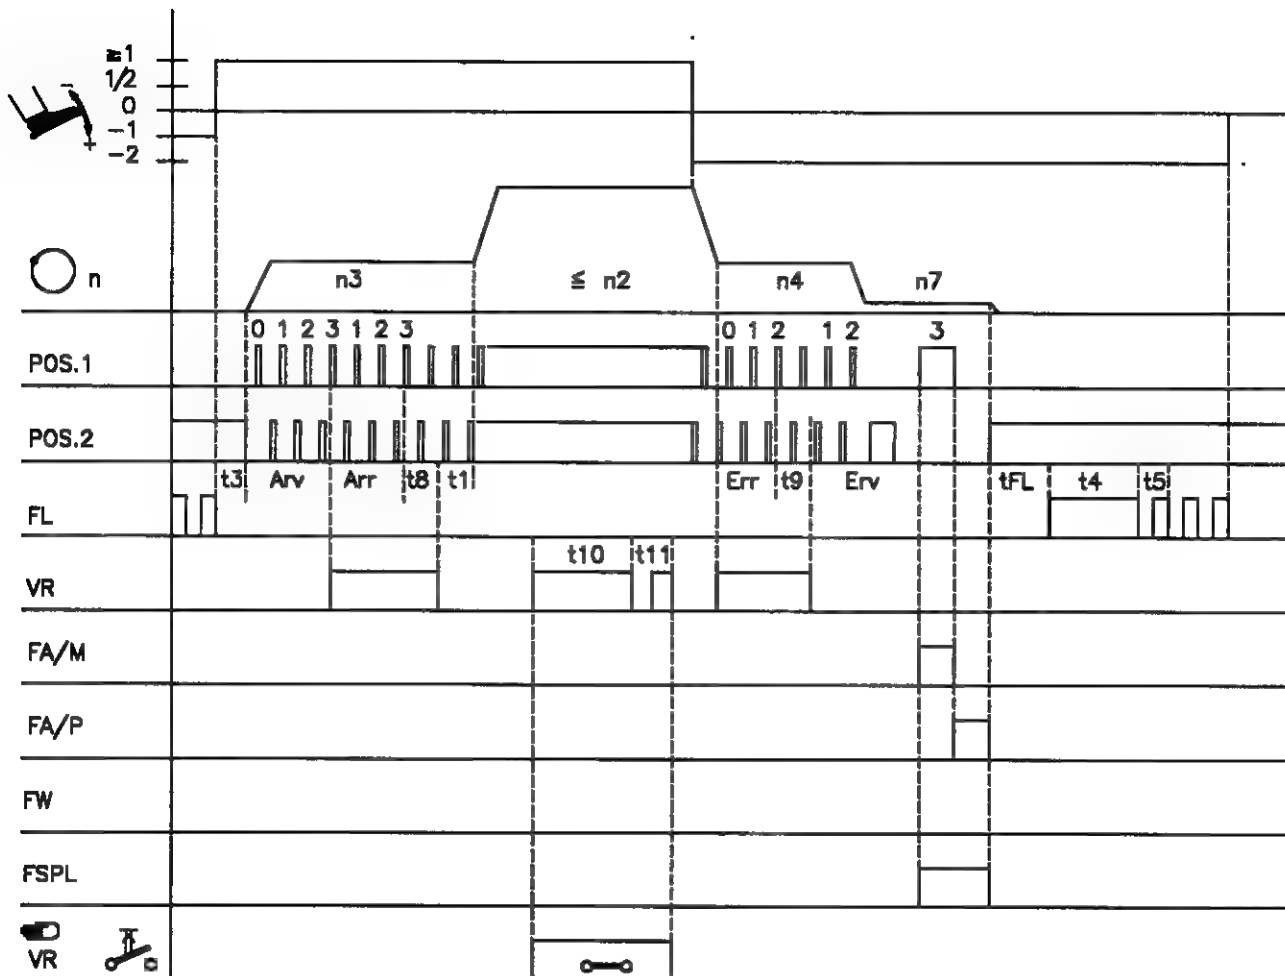 ≧1
1/2
0
-1
-2
- +
n
n3 ≦ n2 n4 n7
0 1 2 3 1 2 3 0 1 2 1 2 3
POS.1
POS.2
t3 Arv Arr t8 t1 Err t9 Erv tFL t4 t5
FL
t10 t11
VR
FA/M
FA/P
FW
FSPL
VR